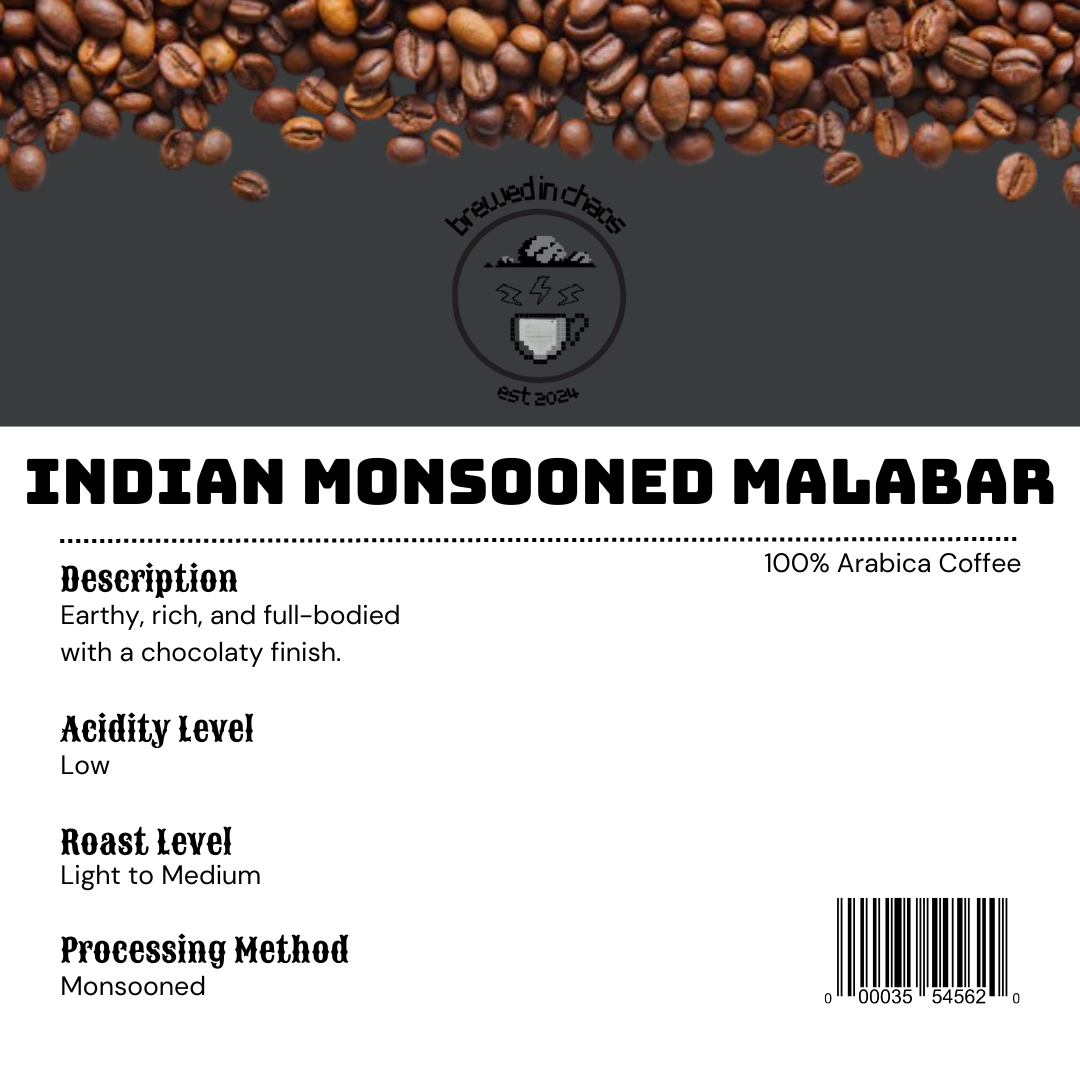 brewed in chaos
est 2024
INDIAN MONSOONED MALABAR
100% Arabica Coffee
Description
Earthy, rich, and full-bodied
with a chocolaty finish.
Acidity Level
Low
Roast Level
Light to Medium
Processing Method
Monsooned
0 00035 54562 0